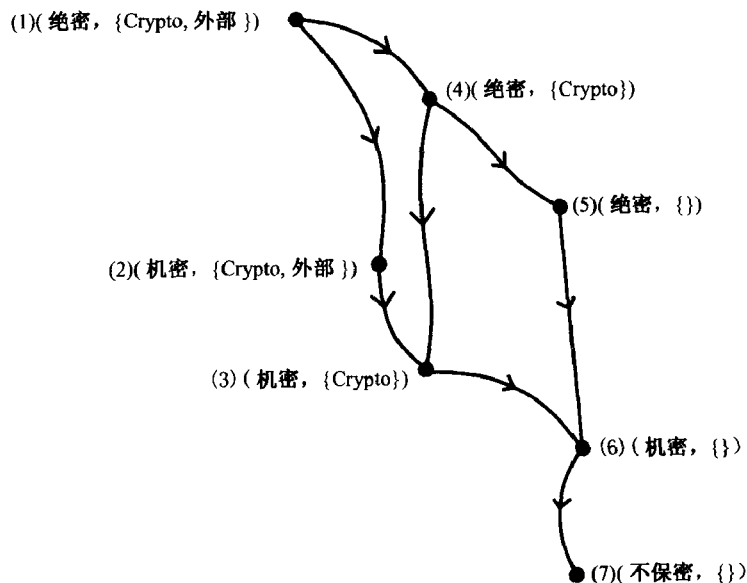 (1)(绝密，{Crypto, 外部})
(4)(绝密，{Crypto})
(5)(绝密，{})
(2)(机密，{Crypto, 外部})
(3)(机密，{Crypto})
(6)(机密，{})
(7)(不保密，{})